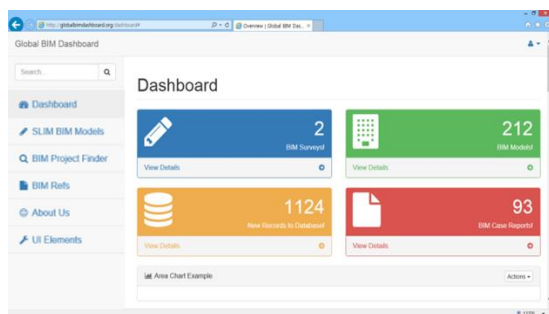 http://globalbimdashboard.org/dashboard#
Overview | Global BIM Das...
Global BIM Dashboard
Search...
Dashboard
Dashboard
SLIM BIM Models
BIM Project Finder
BIM Refs
About Us
UI Elements
2
BIM Surveys!
View Details
212
BIM Models!
View Details
1124
New Records to Database!
View Details
93
BIM Case Reports!
View Details
Area Chart Example
Actions